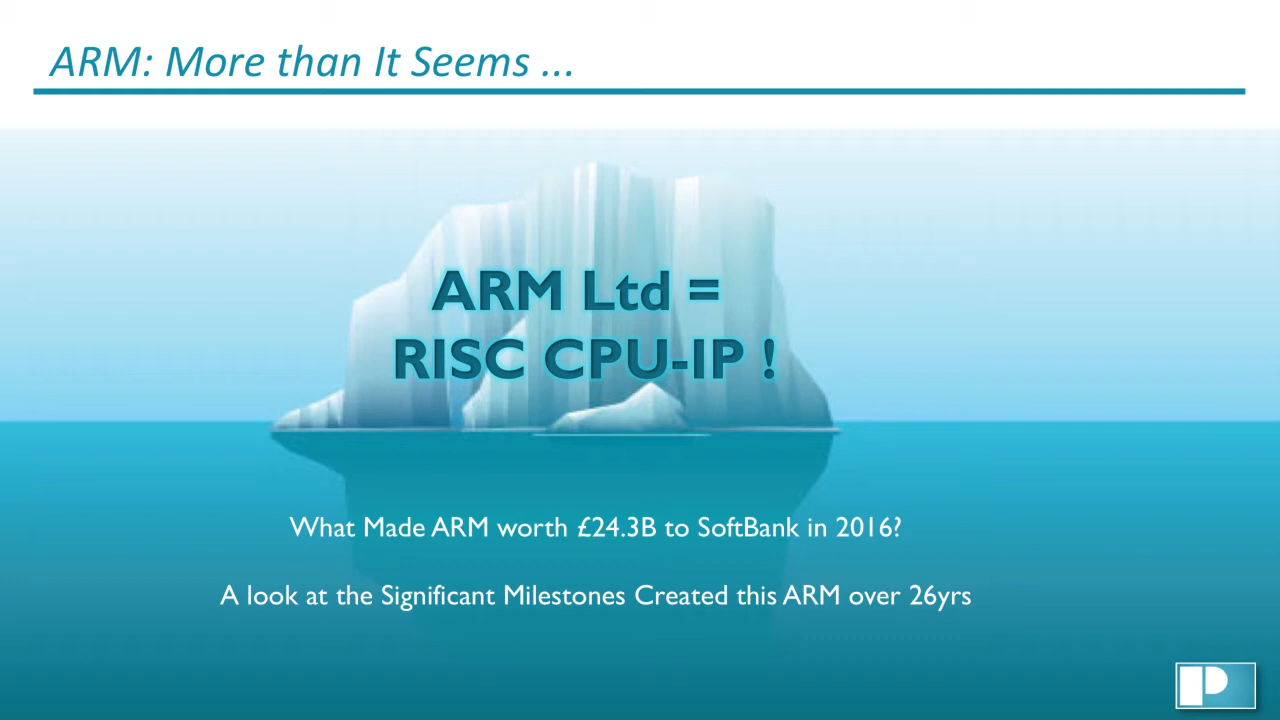 ARM: More than It Seems ...
ARM Ltd =
RISC CPU-IP !
What Made ARM worth £24.3B to SoftBank in 2016?
A look at the Significant Milestones Created this ARM over 26yrs
P